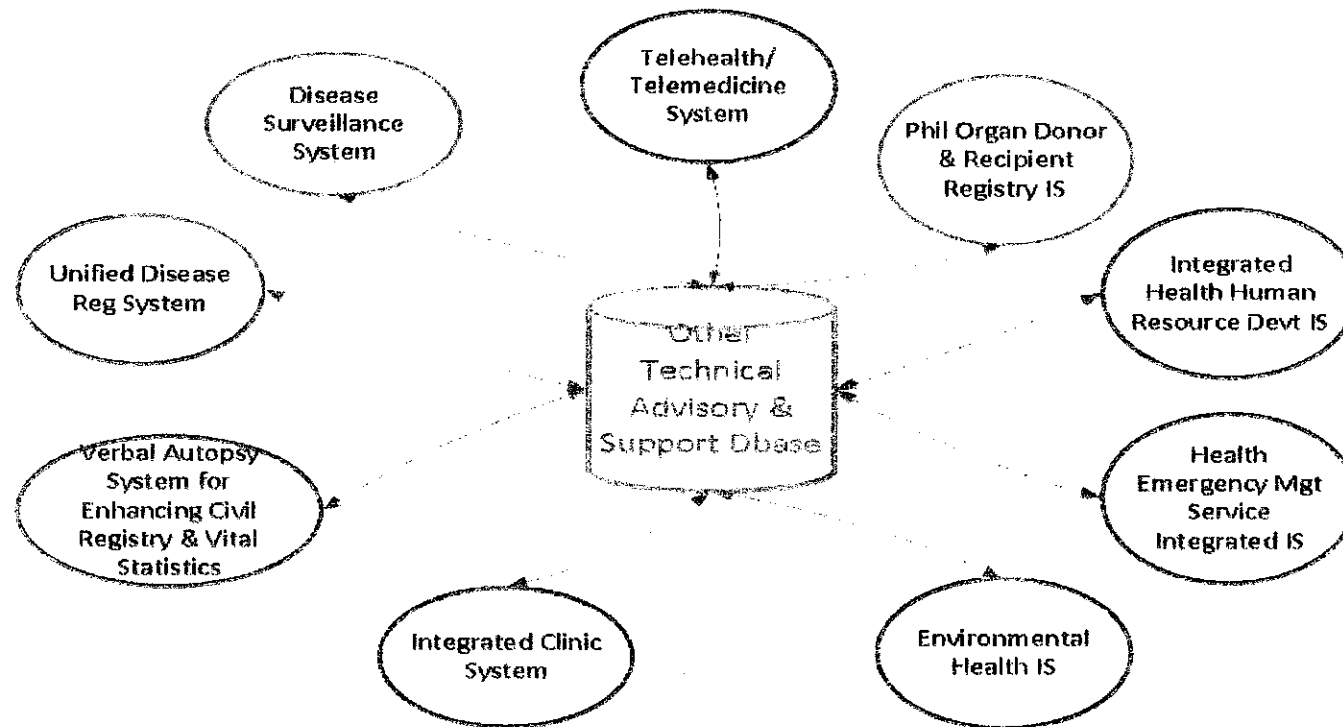 Telehealth/
Telemedicine
System
Disease
Surveillance
System
Phil Organ Donor
& Recipient
Registry IS
Unified Disease
Reg System
Integrated
Health Human
Resource Devt IS
Other
Technical
Advisory &
Support Dbase
Verbal Autopsy
System for
Enhancing Civil
Registry & Vital
Statistics
Health
Emergency Mgt
Service
Integrated IS
Integrated Clinic
System
Environmental
Health IS